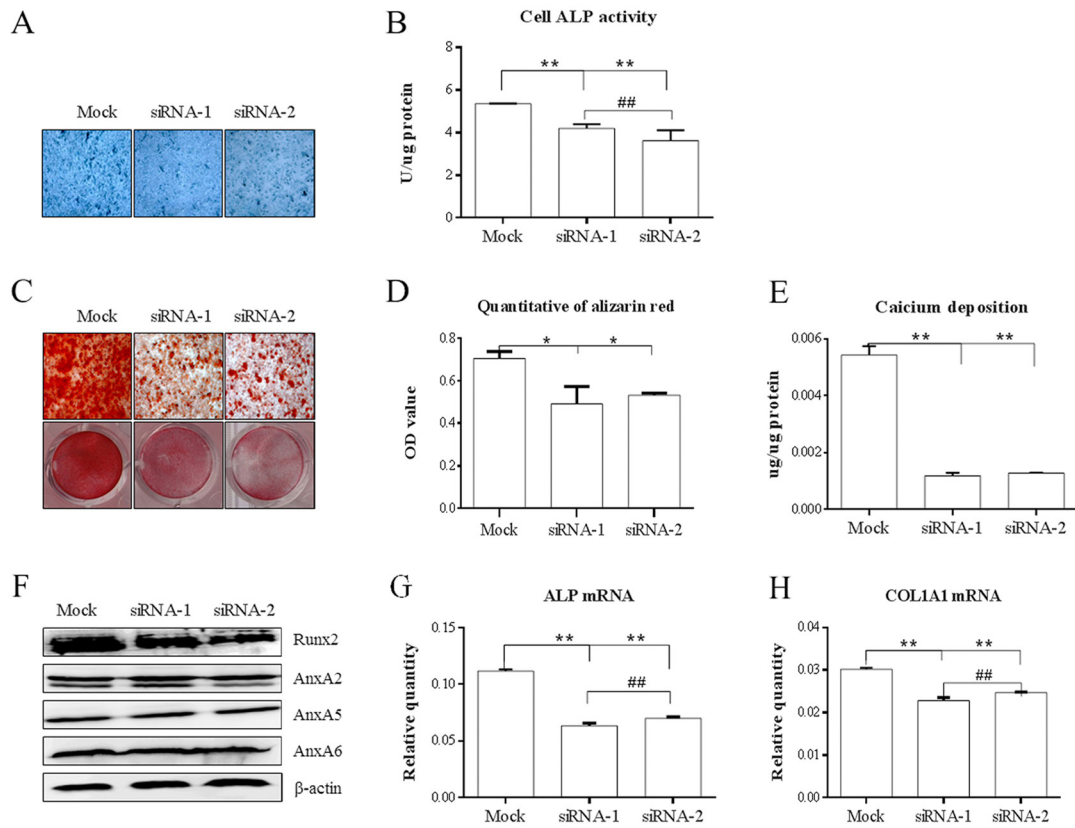 A
Mock siRNA-1 siRNA-2
B
Cell ALP activity
U/ug protein
8
6
4
2
0
** **
##
Mock siRNA-1 siRNA-2
C
Mock siRNA-1 siRNA-2
D
Quantitative of alizarin red
OD value
0.8
0.6
0.4
0.2
0.0
* *
Mock siRNA-1 siRNA-2
E
Caicium deposition
ug/ug protein
0.006
0.004
0.002
0.000
** **
Mock siRNA-1 siRNA-2
F
Mock siRNA-1 siRNA-2
Runx2
AnxA2
AnxA5
AnxA6
β-actin
G
ALP mRNA
Relative quantity
0.15
0.10
0.05
0.00
** **
##
Mock siRNA-1 siRNA-2
H
COL1A1 mRNA
Relative quantity
0.04
0.03
0.02
0.01
0.00
** **
##
Mock siRNA-1 siRNA-2